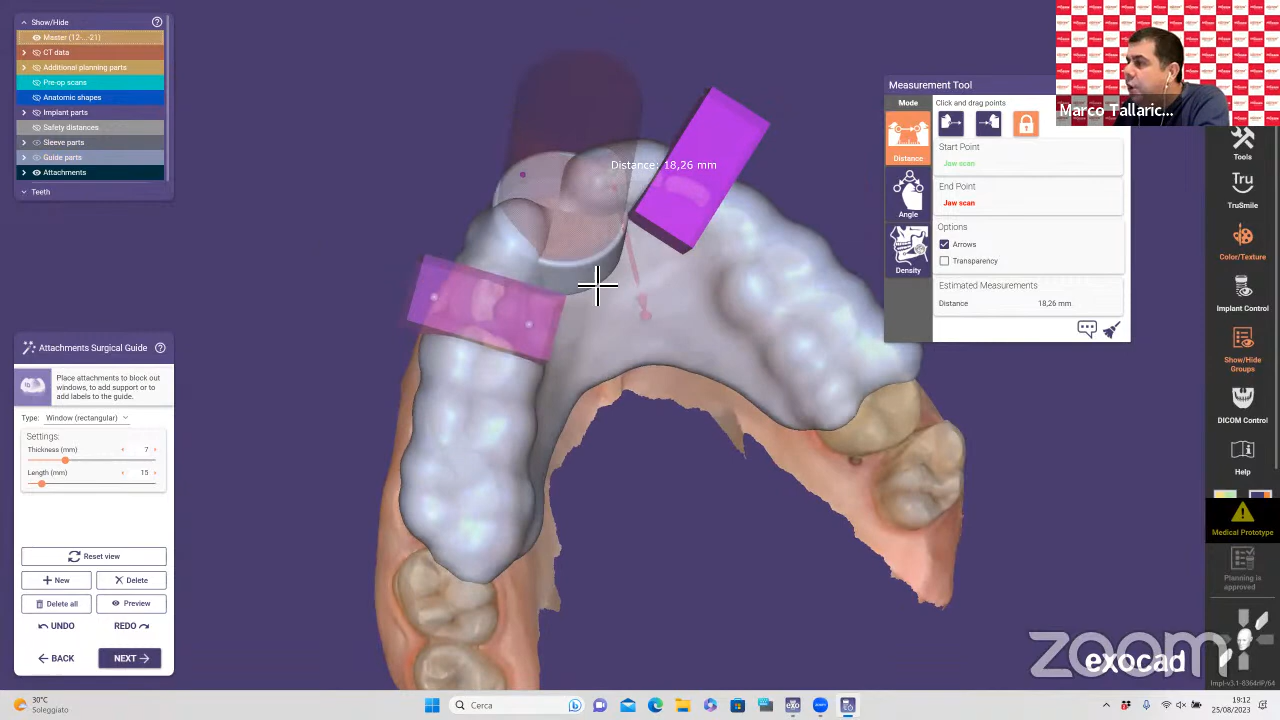 Show/Hide
Master (12-...-21)
CT data
Additional planning parts
Pre-op scans
Anatomic shapes
Implant parts
Safety distances
Sleeve parts
Guide parts
Attachments
Teeth
Attachments Surgical Guide
Place attachments to block out
windows, to add support or to
add labels to the guide.
Type: Window (rectangular)
Settings:
Thickness (mm) 7
Length (mm) 15
Reset view
New
Delete
Delete all
Preview
UNDO
REDO
BACK
NEXT
Distance: 18,26 mm
Measurement Tool
Mode
Distance
Angle
Density
Click and drag points:
Start Point
Jaw scan
End Point
Jaw scan
Options
Arrows
Transparency
Estimated Measurements
Distance 18,26 mm
Marco Tallaric...
Tools
Tru
TruSmile
Color/Texture
Implant Control
Show/Hide
Groups
DICOM Control
Help
Medical Prototype
Planning is
approved
zoom
exocad
Impl-v3.1-8364rIP/64
30°C
Soleggiato
Cerca
19:12
25/08/2023